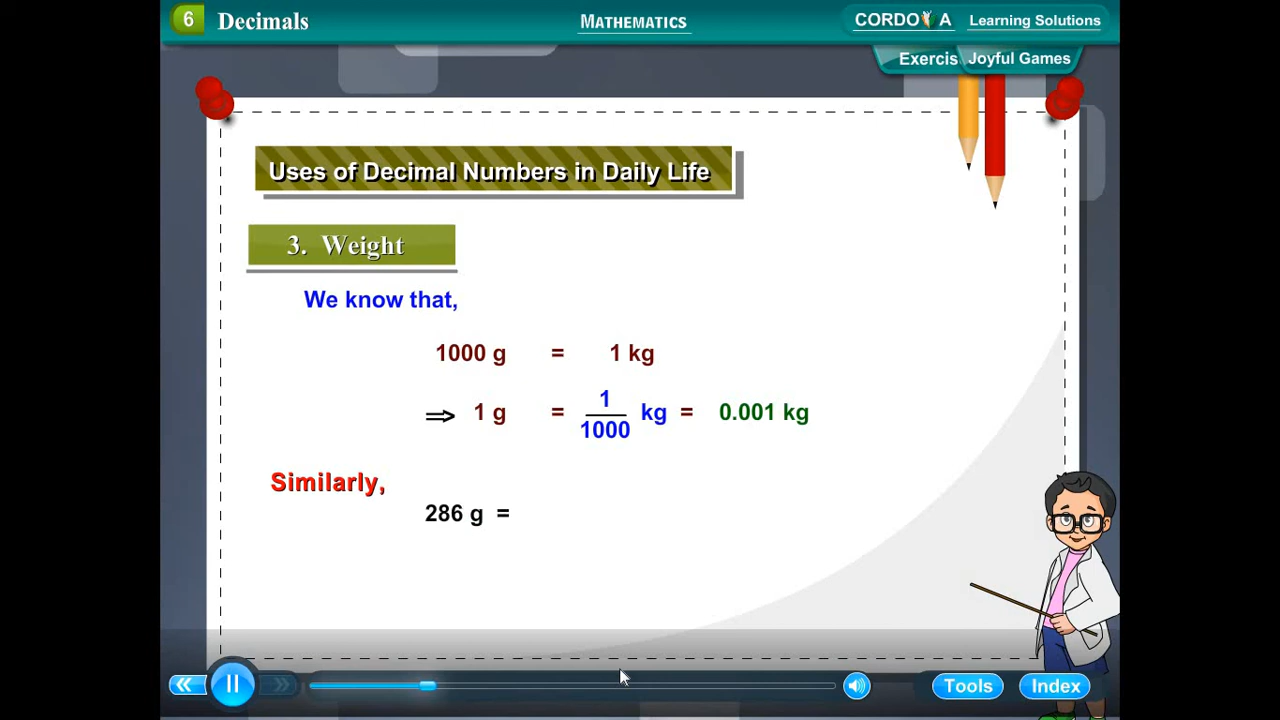 6 Decimals
MATHEMATICS
CORDOVA Learning Solutions
Exercis Joyful Games
Uses of Decimal Numbers in Daily Life
3. Weight
We know that,
1000 g = 1 kg
⇒ 1 g = 1/1000 kg = 0.001 kg
Similarly,
286 g =
Tools Index